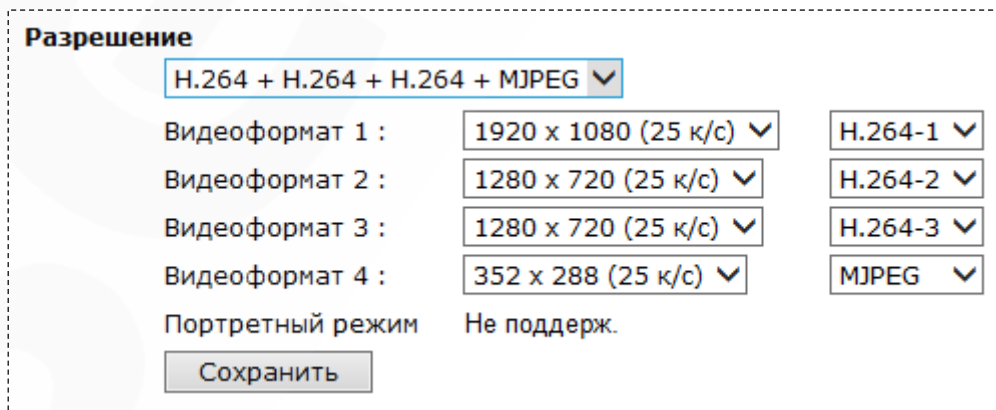 Разрешение
H.264 + H.264 + H.264 + MJPEG
Видеоформат 1 : 1920 x 1080 (25 к/с) H.264-1
Видеоформат 2 : 1280 x 720 (25 к/с) H.264-2
Видеоформат 3 : 1280 x 720 (25 к/с) H.264-3
Видеоформат 4 : 352 x 288 (25 к/с) MJPEG
Портретный режим Не поддерж.
Сохранить